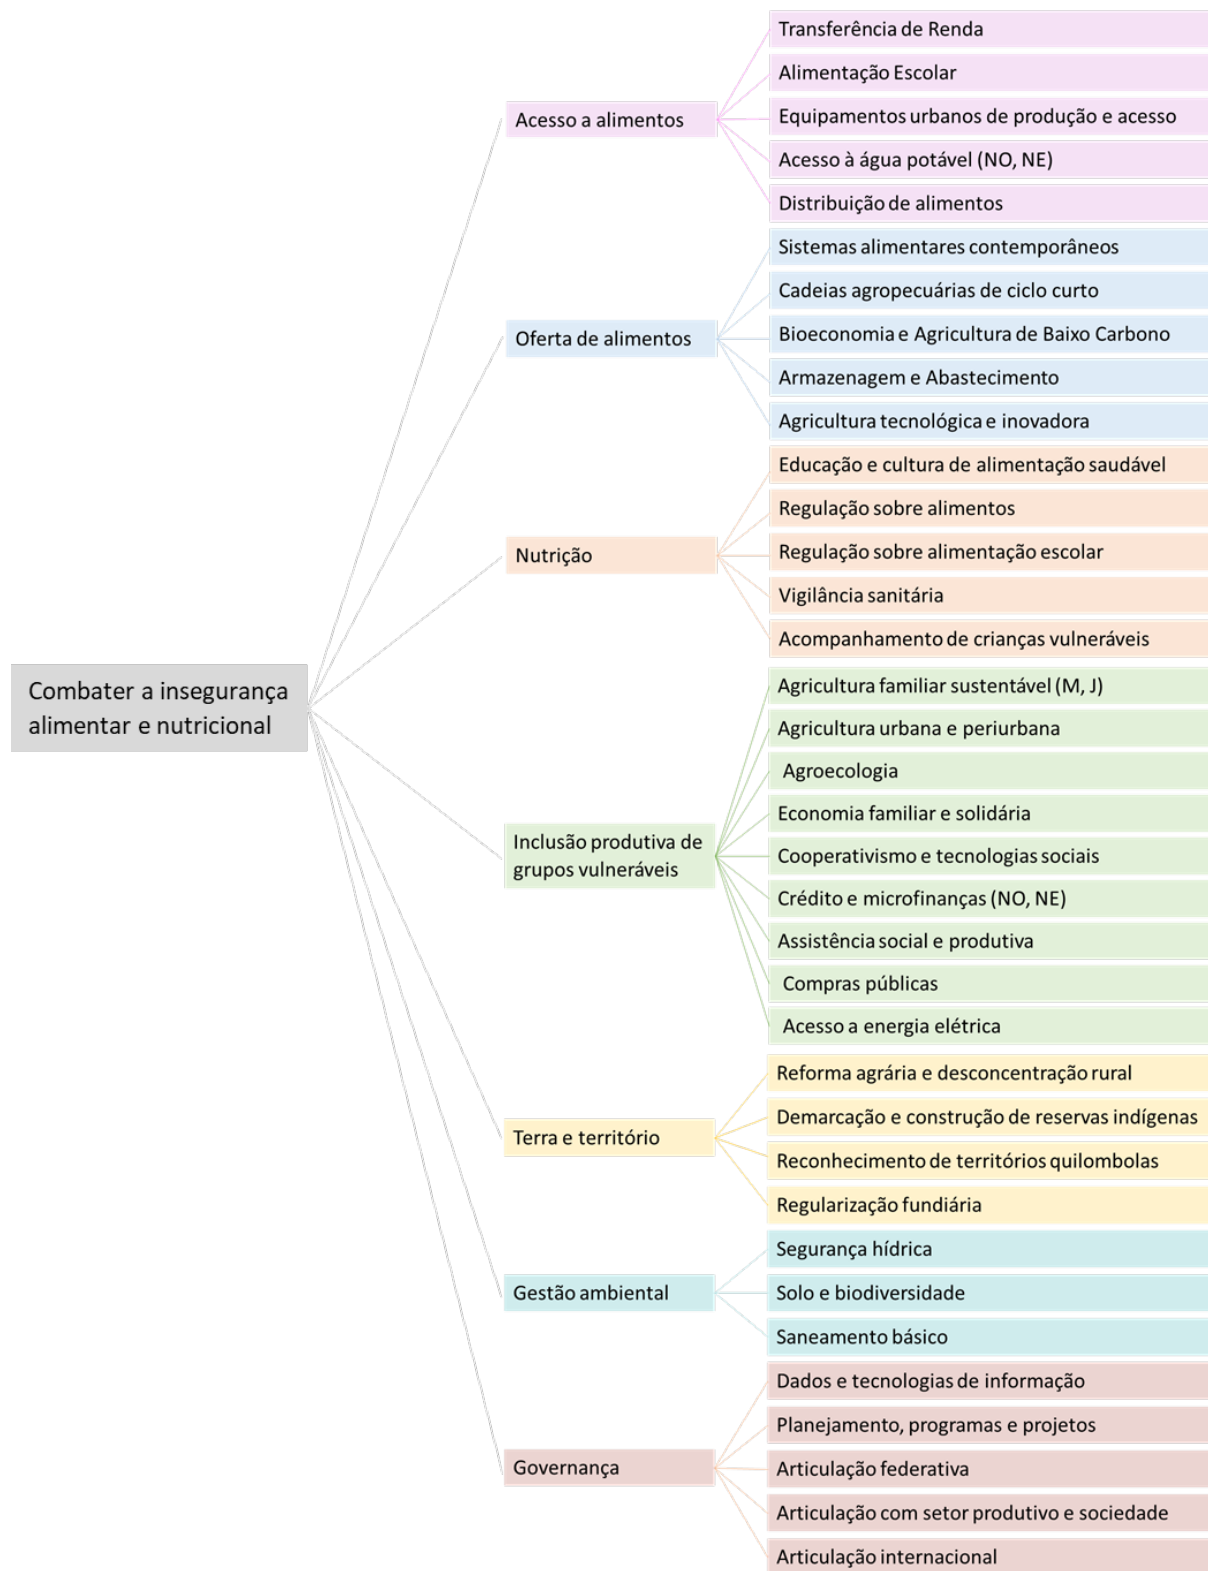 Combater a insegurança
alimentar e nutricional
Acesso a alimentos
Transferência de Renda
Alimentação Escolar
Equipamentos urbanos de produção e acesso
Acesso à água potável (NO, NE)
Distribuição de alimentos
Oferta de alimentos
Sistemas alimentares contemporâneos
Cadeias agropecuárias de ciclo curto
Bioeconomia e Agricultura de Baixo Carbono
Armazenagem e Abastecimento
Agricultura tecnológica e inovadora
Nutrição
Educação e cultura de alimentação saudável
Regulação sobre alimentos
Regulação sobre alimentação escolar
Vigilância sanitária
Acompanhamento de crianças vulneráveis
Inclusão produtiva de
grupos vulneráveis
Agricultura familiar sustentável (M, J)
Agricultura urbana e periurbana
Agroecologia
Economia familiar e solidária
Cooperativismo e tecnologias sociais
Crédito e microfinanças (NO, NE)
Assistência social e produtiva
Compras públicas
Acesso a energia elétrica
Terra e território
Reforma agrária e desconcentração rural
Demarcação e construção de reservas indígenas
Reconhecimento de territórios quilombolas
Regularização fundiária
Gestão ambiental
Segurança hídrica
Solo e biodiversidade
Saneamento básico
Governança
Dados e tecnologias de informação
Planejamento, programas e projetos
Articulação federativa
Articulação com setor produtivo e sociedade
Articulação internacional